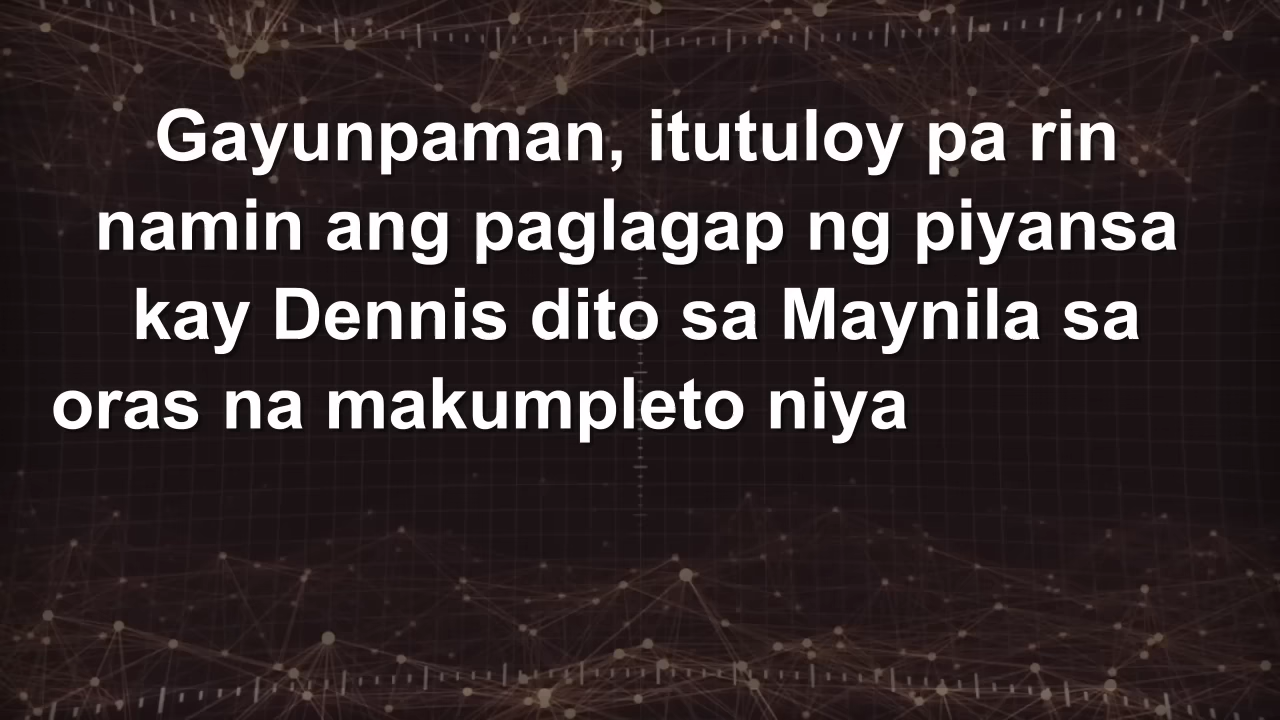 Gayunpaman, itutuloy pa rin
namin ang paglagap ng piyansa
kay Dennis dito sa Maynila sa
oras na makumpleto niya